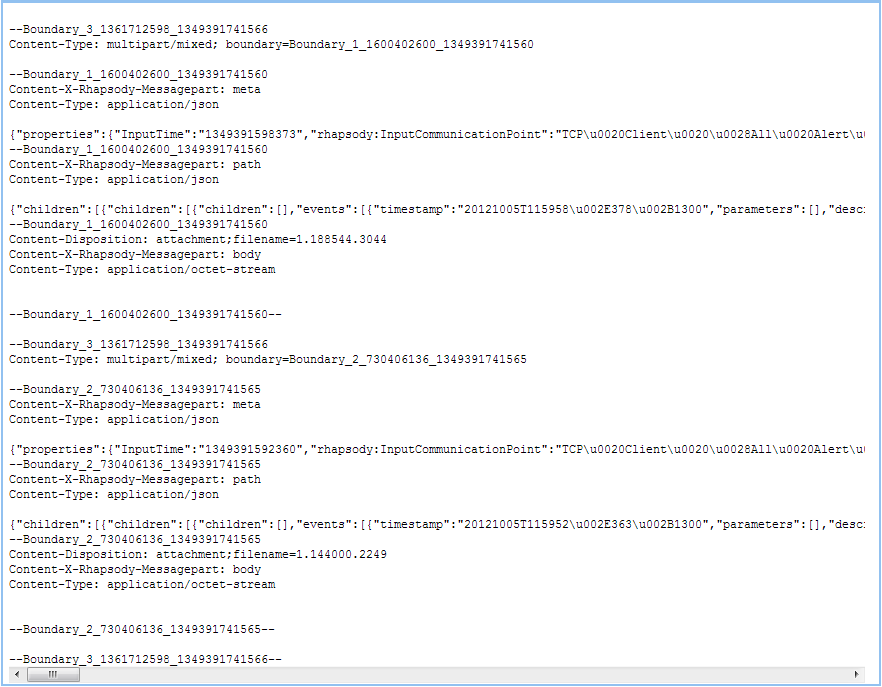 --Boundary_3_1361712598_1349391741566
Content-Type: multipart/mixed; boundary=Boundary_1_1600402600_1349391741560
--Boundary_1_1600402600_1349391741560
Content-X-Rhapsody-Messagepart: meta
Content-Type: application/json
{"properties":{"InputTime":"1349391598373","rhapsody:InputCommunicationPoint":"TCP\u0020Client\u0020\u0028All\u0020Alert\u
--Boundary_1_1600402600_1349391741560
Content-X-Rhapsody-Messagepart: path
Content-Type: application/json
{"children":[{"children":[{"children":[],"events":[{"timestamp":"20121005T115958\u002E378\u002B1300","parameters":[],"desc
--Boundary_1_1600402600_1349391741560
Content-Disposition: attachment;filename=1.188544.3044
Content-X-Rhapsody-Messagepart: body
Content-Type: application/octet-stream
--Boundary_1_1600402600_1349391741560--
--Boundary_3_1361712598_1349391741566
Content-Type: multipart/mixed; boundary=Boundary_2_730406136_1349391741565
--Boundary_2_730406136_1349391741565
Content-X-Rhapsody-Messagepart: meta
Content-Type: application/json
{"properties":{"InputTime":"1349391592360","rhapsody:InputCommunicationPoint":"TCP\u0020Client\u0020\u0028All\u0020Alert\u
--Boundary_2_730406136_1349391741565
Content-X-Rhapsody-Messagepart: path
Content-Type: application/json
{"children":[{"children":[{"children":[],"events":[{"timestamp":"20121005T115952\u002E363\u002B1300","parameters":[],"desc
--Boundary_2_730406136_1349391741565
Content-Disposition: attachment;filename=1.144000.2249
Content-X-Rhapsody-Messagepart: body
Content-Type: application/octet-stream
--Boundary_2_730406136_1349391741565--
--Boundary_3_1361712598_1349391741566--